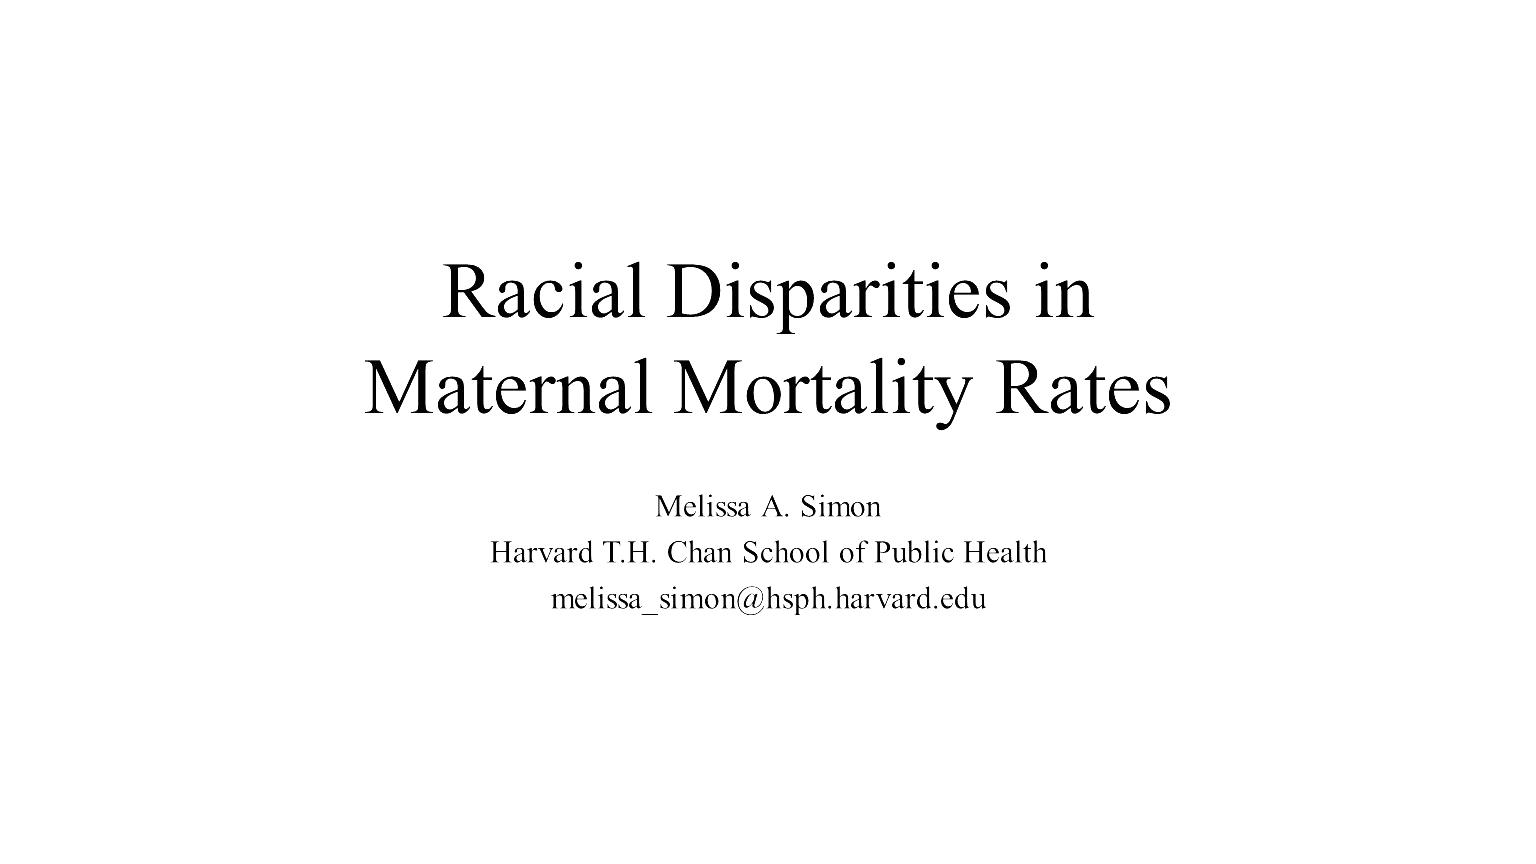 Racial Disparities in
Maternal Mortality Rates
Melissa A. Simon
Harvard T.H. Chan School of Public Health
melissa_simon@hsph.harvard.edu